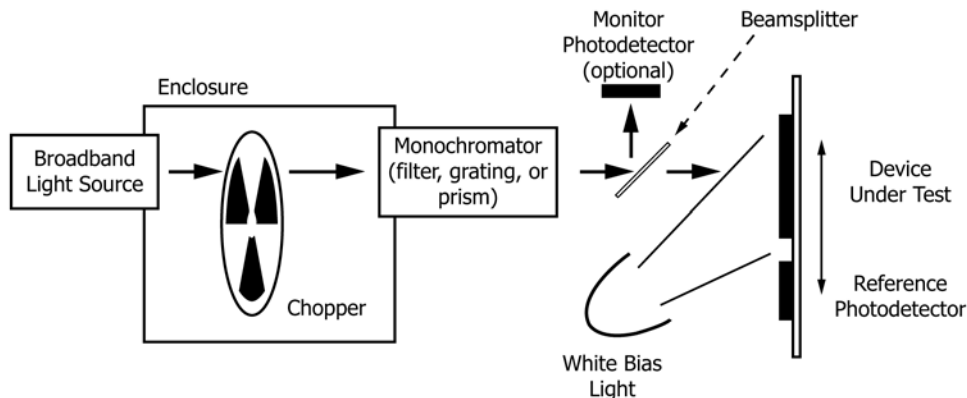 Monitor
Photodetector
(optional)
Beamsplitter
Enclosure
Broadband
Light Source
Monochromator
(filter, grating, or
prism)
Chopper
Device
Under Test
Reference
Photodetector
White Bias
Light